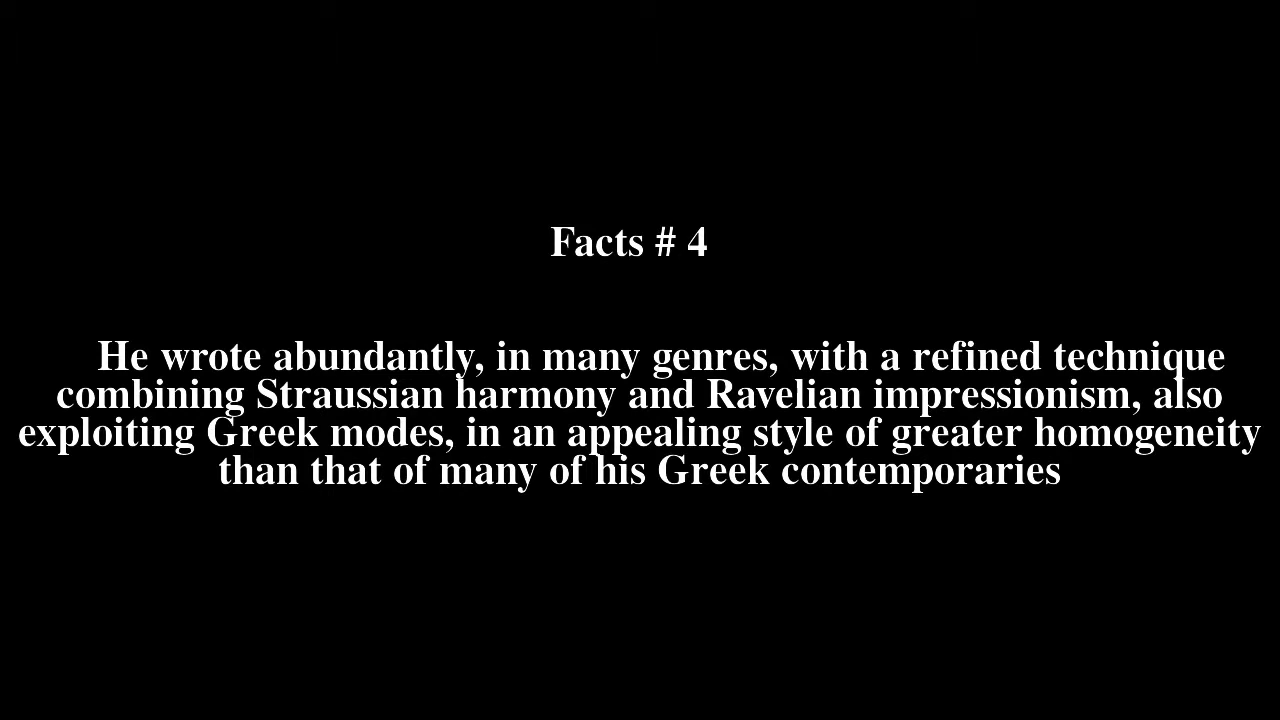 Facts # 4
He wrote abundantly, in many genres, with a refined technique
combining Straussian harmony and Ravelian impressionism, also
exploiting Greek modes, in an appealing style of greater homogeneity
than that of many of his Greek contemporaries